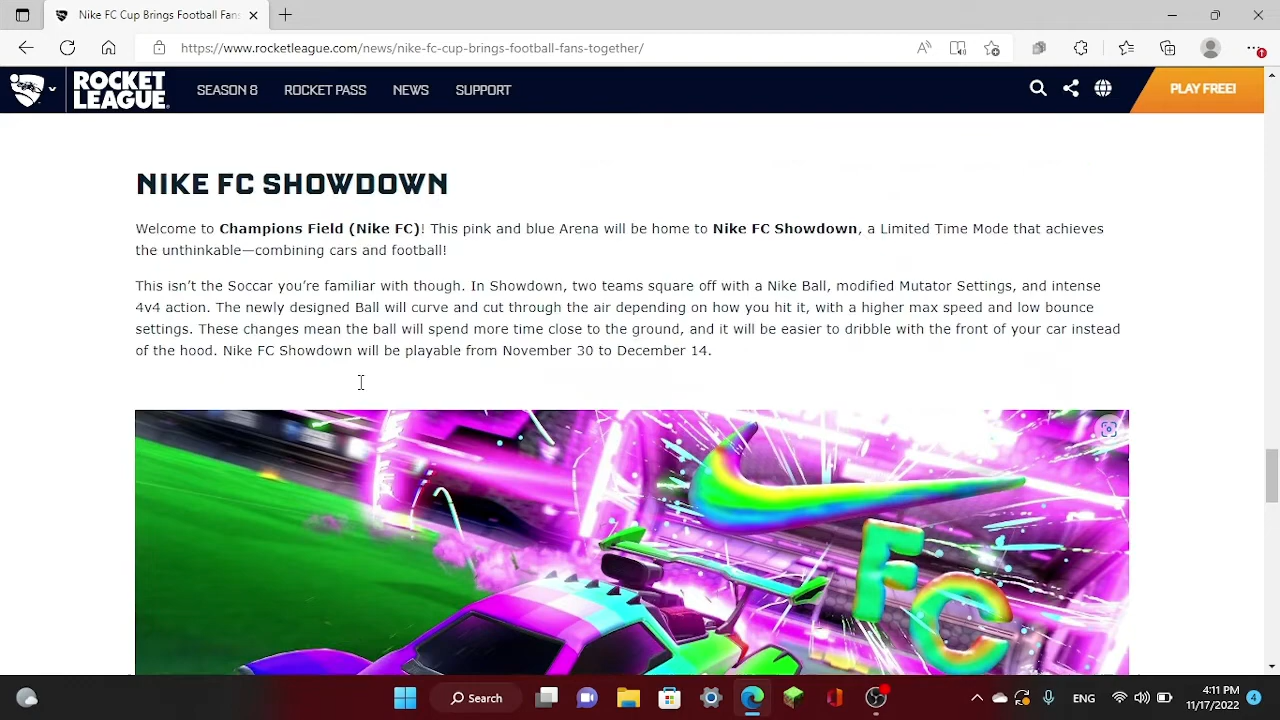 Nike FC Cup Brings Football Fans
https://www.rocketleague.com/news/nike-fc-cup-brings-football-fans-together/
ROCKET LEAGUE
SEASON 8
ROCKET PASS
NEWS
SUPPORT
PLAY FREE!
NIKE FC SHOWDOWN
Welcome to Champions Field (Nike FC)! This pink and blue Arena will be home to Nike FC Showdown, a Limited Time Mode that achieves
the unthinkable—combining cars and football!
This isn’t the Soccar you’re familiar with though. In Showdown, two teams square off with a Nike Ball, modified Mutator Settings, and intense
4v4 action. The newly designed Ball will curve and cut through the air depending on how you hit it, with a higher max speed and low bounce
settings. These changes mean the ball will spend more time close to the ground, and it will be easier to dribble with the front of your car instead
of the hood. Nike FC Showdown will be playable from November 30 to December 14.
FC
Search
ENG
4:11 PM
11/17/2022
4